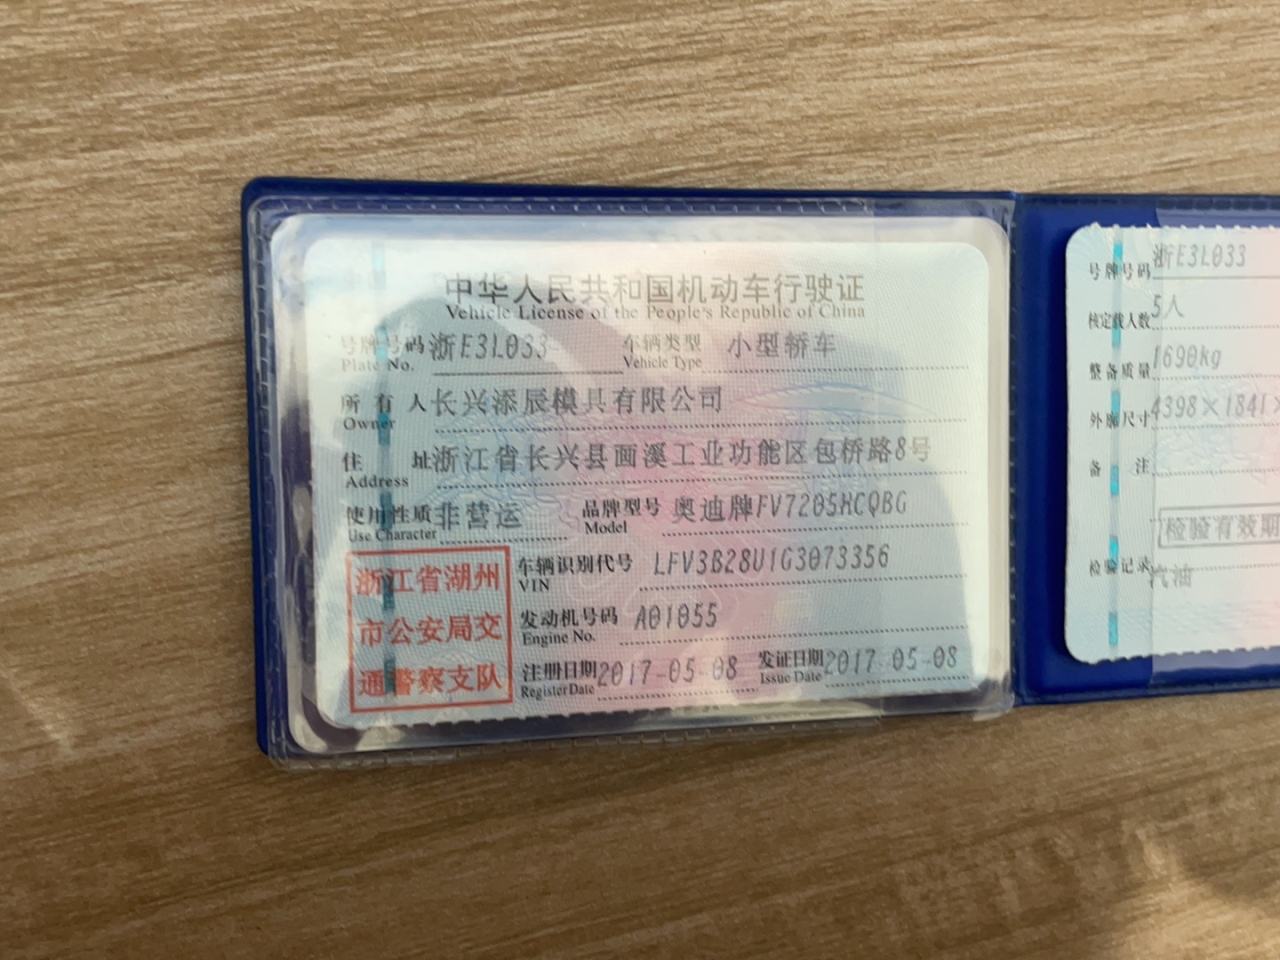 中华人民共和国机动车行驶证
Vehicle License of the People's Republic of China
号牌号码 浙E3L033 车辆类型 小型轿车
Plate No. Vehicle Type
所有人 长兴添辰模具有限公司
Owner
住址 浙江省长兴县画溪工业功能区包桥路8号
Address
使用性质 非营运 品牌型号 奥迪牌FV7205HCQBG
Use Character Model
浙江省湖州
市公安局交
通警察支队
车辆识别代号 LFV3B28U1G3073356
VIN
发动机号码 A01055
Engine No.
注册日期 2017-05-08 发证日期 2017-05-08
Register Date Issue Date
号牌号码 浙E3L033
核定载人数 5人
整备质量 1690kg
外廓尺寸 4398×1841×
备注
检验有效期
检验记录
汽油